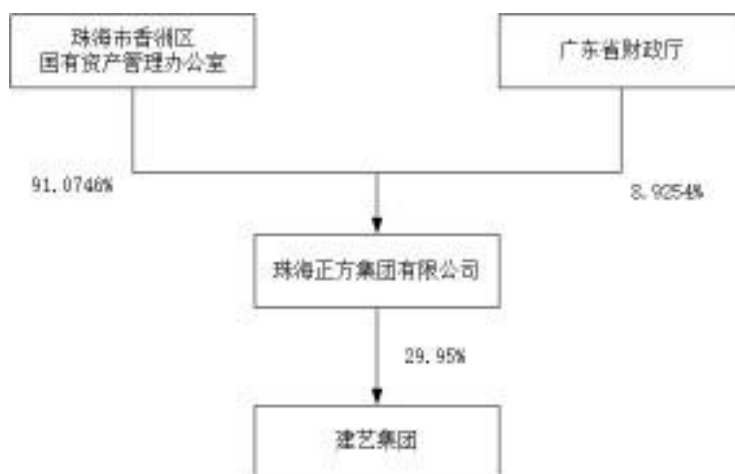 珠海市香洲区
国有资产管理办公室
广东省财政厅
91.0746%
8.9254%
珠海正方集团有限公司
29.95%
建艺集团